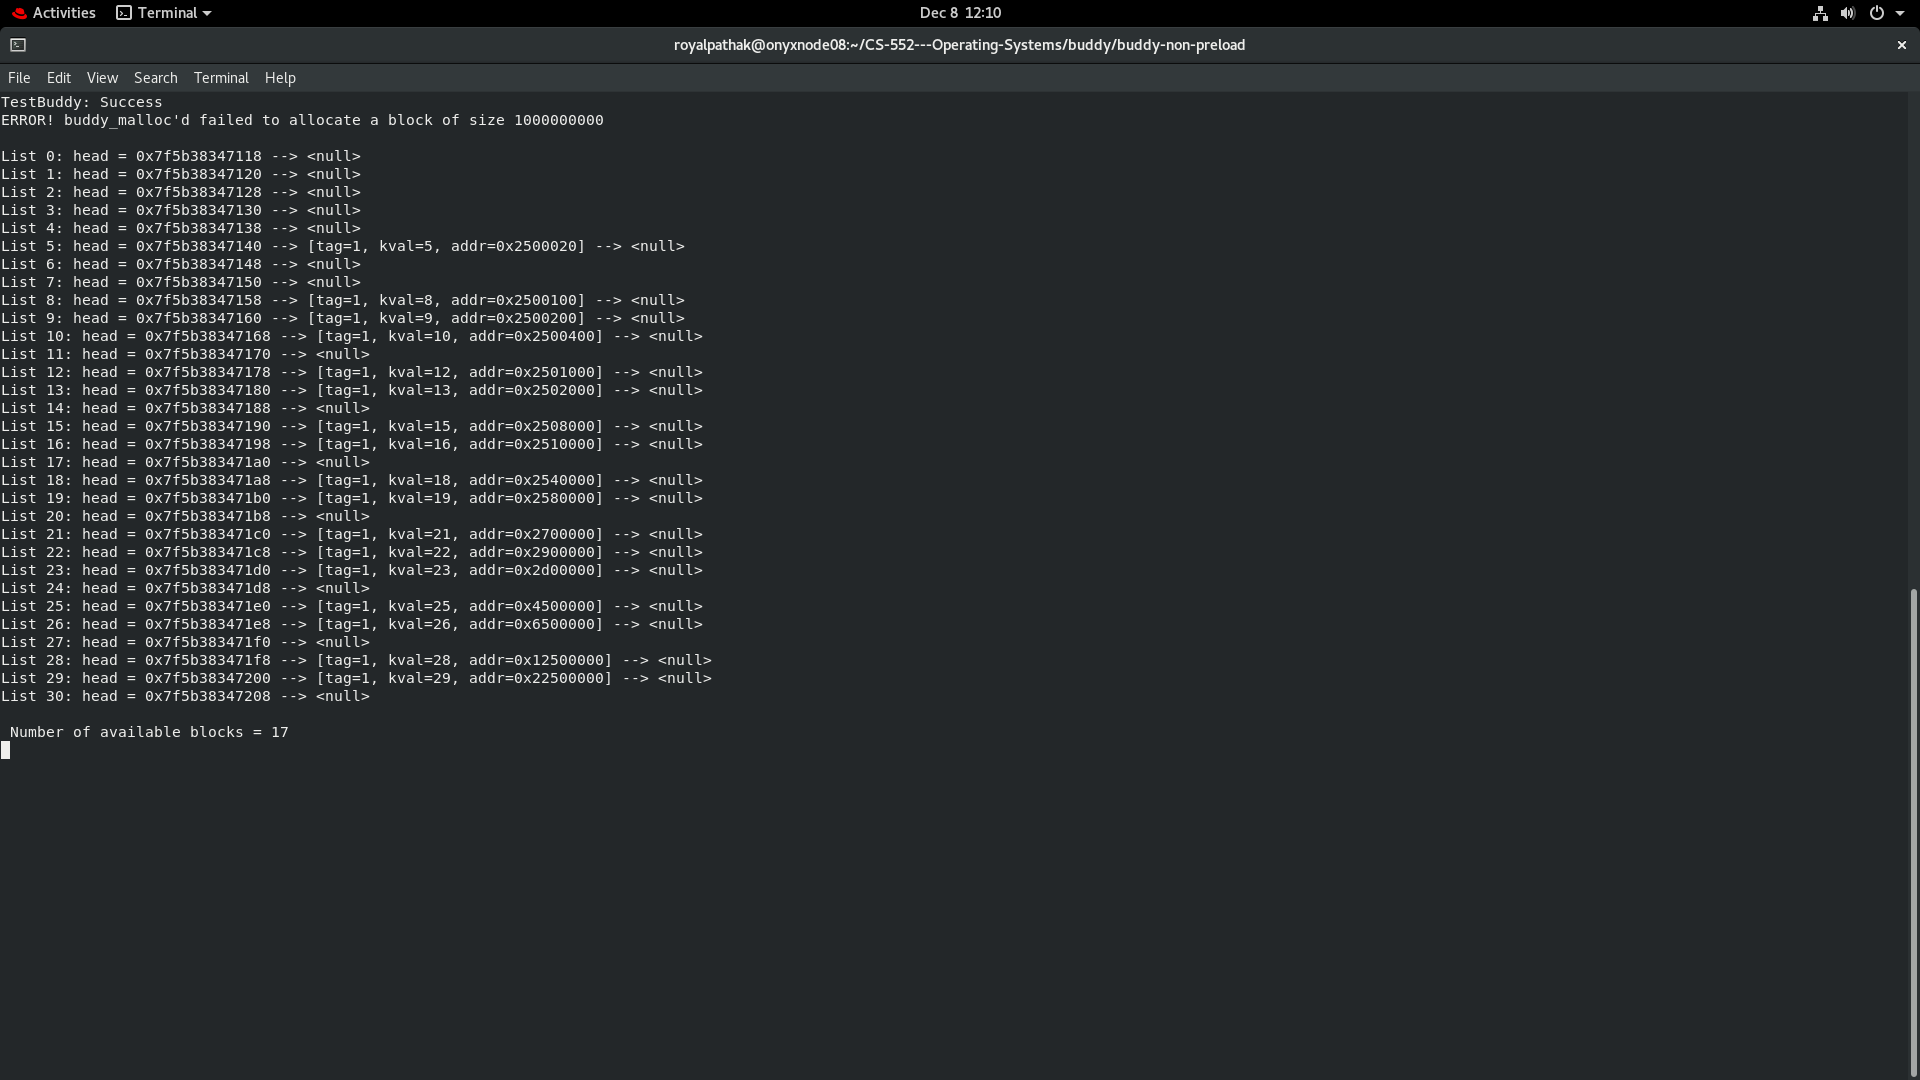 Activities Terminal Dec 8 12:10
royalpathak@onyxnode08:~/CS-552---Operating-Systems/buddy/buddy-non-preload
File Edit View Search Terminal Help
TestBuddy: Success
ERROR! buddy_malloc'd failed to allocate a block of size 1000000000
List 0: head = 0x7f5b38347118 --> <null>
List 1: head = 0x7f5b38347120 --> <null>
List 2: head = 0x7f5b38347128 --> <null>
List 3: head = 0x7f5b38347130 --> <null>
List 4: head = 0x7f5b38347138 --> <null>
List 5: head = 0x7f5b38347140 --> [tag=1, kval=5, addr=0x2500020] --> <null>
List 6: head = 0x7f5b38347148 --> <null>
List 7: head = 0x7f5b38347150 --> <null>
List 8: head = 0x7f5b38347158 --> [tag=1, kval=8, addr=0x2500100] --> <null>
List 9: head = 0x7f5b38347160 --> [tag=1, kval=9, addr=0x2500200] --> <null>
List 10: head = 0x7f5b38347168 --> [tag=1, kval=10, addr=0x2500400] --> <null>
List 11: head = 0x7f5b38347170 --> <null>
List 12: head = 0x7f5b38347178 --> [tag=1, kval=12, addr=0x2501000] --> <null>
List 13: head = 0x7f5b38347180 --> [tag=1, kval=13, addr=0x2502000] --> <null>
List 14: head = 0x7f5b38347188 --> <null>
List 15: head = 0x7f5b38347190 --> [tag=1, kval=15, addr=0x2508000] --> <null>
List 16: head = 0x7f5b38347198 --> [tag=1, kval=16, addr=0x2510000] --> <null>
List 17: head = 0x7f5b383471a0 --> <null>
List 18: head = 0x7f5b383471a8 --> [tag=1, kval=18, addr=0x2540000] --> <null>
List 19: head = 0x7f5b383471b0 --> [tag=1, kval=19, addr=0x2580000] --> <null>
List 20: head = 0x7f5b383471b8 --> <null>
List 21: head = 0x7f5b383471c0 --> [tag=1, kval=21, addr=0x2700000] --> <null>
List 22: head = 0x7f5b383471c8 --> [tag=1, kval=22, addr=0x2900000] --> <null>
List 23: head = 0x7f5b383471d0 --> [tag=1, kval=23, addr=0x2d00000] --> <null>
List 24: head = 0x7f5b383471d8 --> <null>
List 25: head = 0x7f5b383471e0 --> [tag=1, kval=25, addr=0x4500000] --> <null>
List 26: head = 0x7f5b383471e8 --> [tag=1, kval=26, addr=0x6500000] --> <null>
List 27: head = 0x7f5b383471f0 --> <null>
List 28: head = 0x7f5b383471f8 --> [tag=1, kval=28, addr=0x12500000] --> <null>
List 29: head = 0x7f5b38347200 --> [tag=1, kval=29, addr=0x22500000] --> <null>
List 30: head = 0x7f5b38347208 --> <null>
Number of available blocks = 17